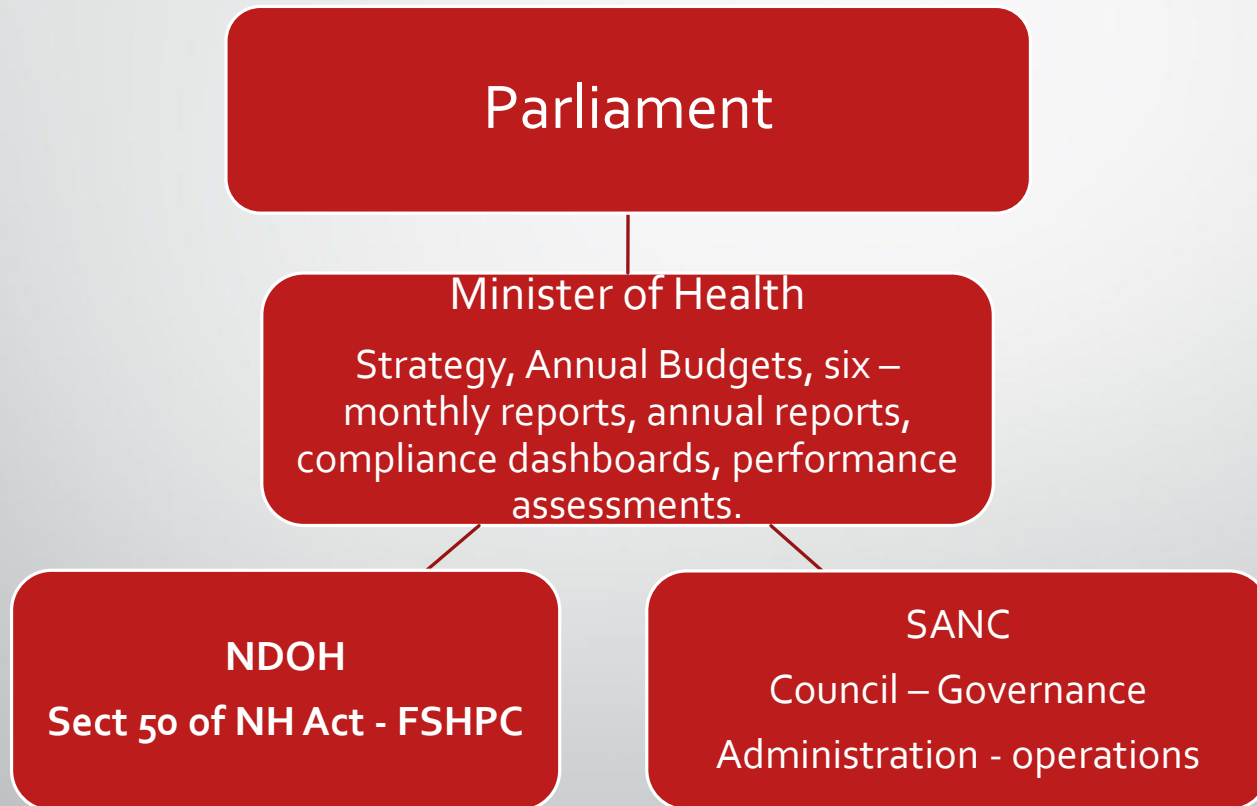 Parliament
Minister of Health
Strategy, Annual Budgets, six –
monthly reports, annual reports,
compliance dashboards, performance
assessments.
NDOH
Sect 50 of NH Act - FSHPC
SANC
Council – Governance
Administration - operations